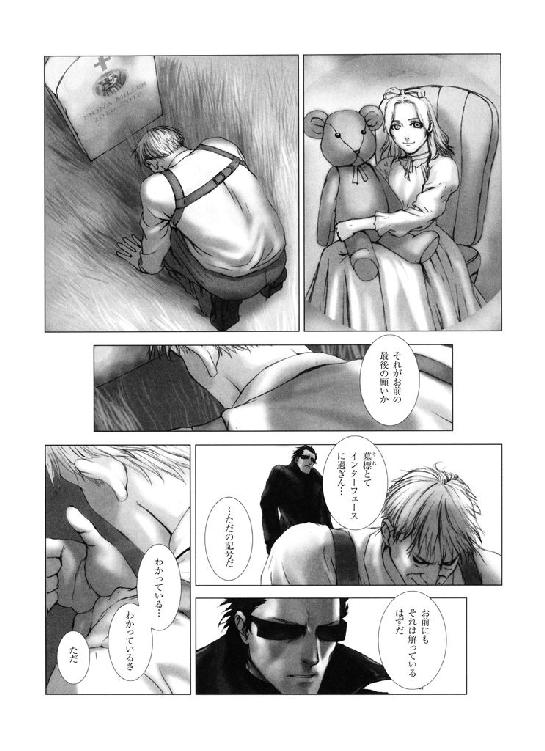 それがお前の
最後の願いか
墓標とて
インターフェース
に過ぎん…
…ただの記号だ
お前にも
それは解っている
はずだ
わかっている…
わかっているさ
ただ